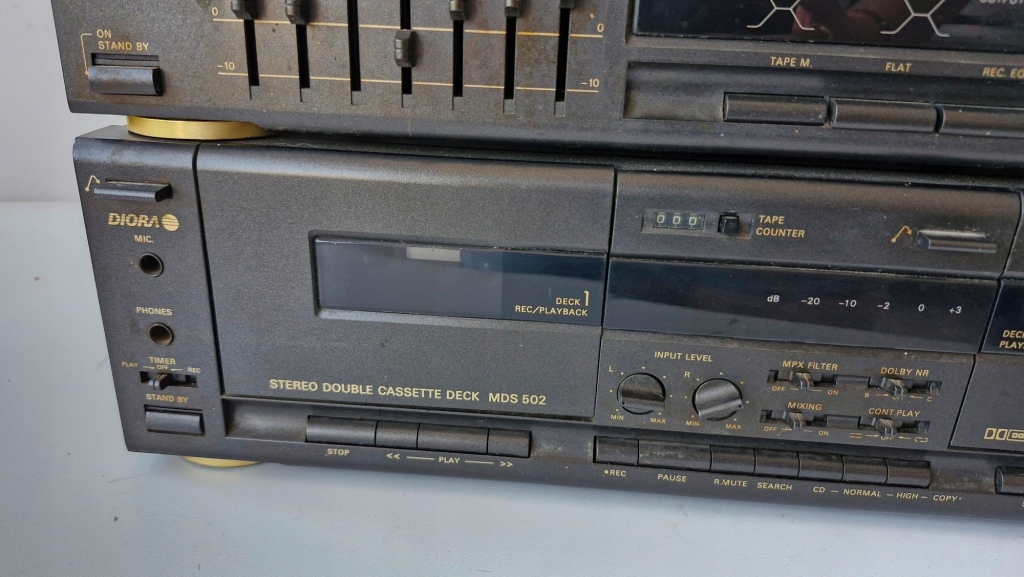 ON
STAND BY
0
0
-10
-10
TAPE M.
FLAT
REC. EQ
DIORA
MIC.
PHONES
TIMER
PLAY OFF REC
STAND BY
DECK 1
REC/PLAYBACK
STEREO DOUBLE CASSETTE DECK MDS 502
STOP
<< PLAY >>
000
TAPE
COUNTER
dB -20 -10 -2 0 +3
INPUT LEVEL
L
R
MIN MAX
MIN MAX
MPX FILTER
OFF ON
DOLBY NR
B C
MIXING
OFF ON
CONT.PLAY
OFF
REC
PAUSE
R.MUTE
SEARCH
CD — NORMAL — HIGH — COPY
DECK
PLAY